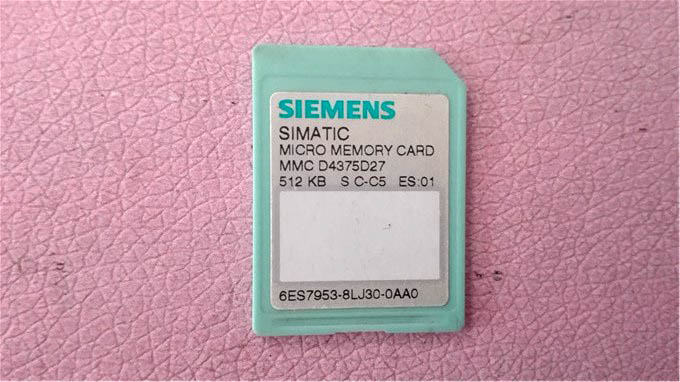 SIEMENS
SIMATIC
MICRO MEMORY CARD
MMC D4375D27
512 KB S C-C5 ES:01
6ES7953-8LJ30-0AA0